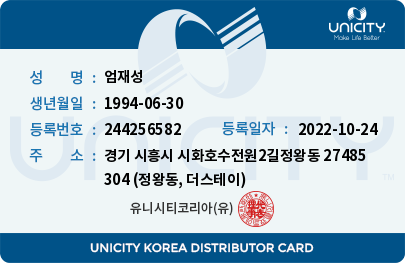 UNICITY
Make Life Better
성 명 : 엄재성
생년월일 : 1994-06-30
등록번호 : 244256582 등록일자 : 2022-10-24
주 소 : 경기 시흥시 시화호수전원2길정왕동 27485
304 (정왕동, 더스테이)
유니시티코리아(유)
UNICITY
UNICITY KOREA DISTRIBUTOR CARD